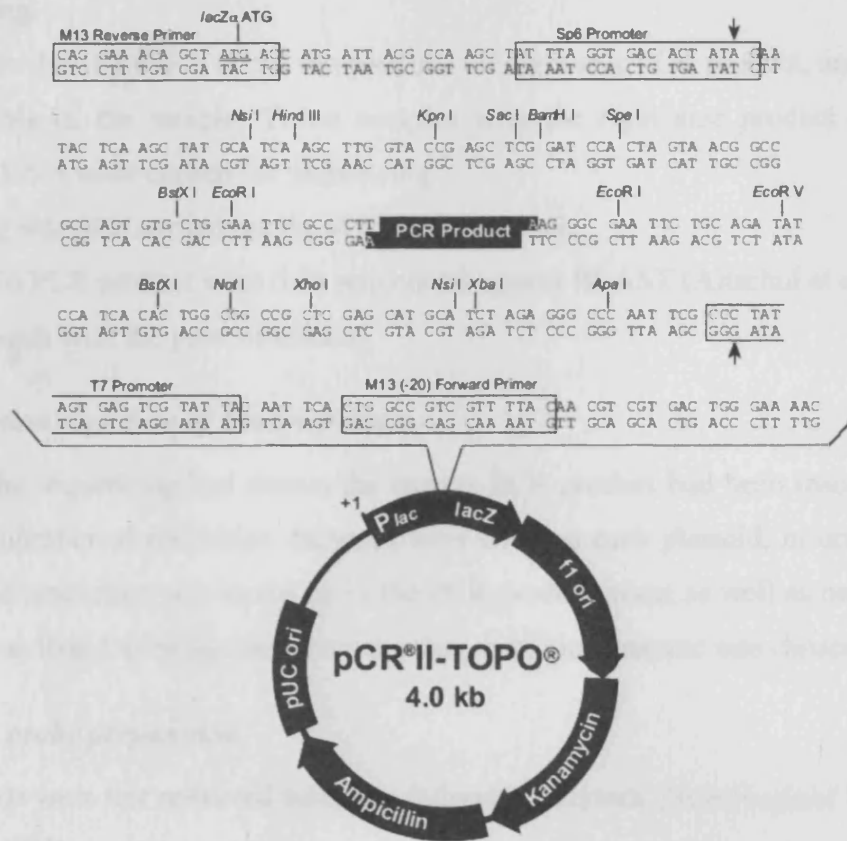 lacZα ATG
M13 Reverse Primer Sp6 Promoter
CAG GAA ACA GCT ATG ACC ATG ATT ACG CCA AGC TAT TTA GGT GAC ACT ATA GAA
GTC CTT TGT CGA TAC TGG TAC TAA TGC GGT TCG ATA AAT CCA CTG TGA TAT CTT
Nsi I Hind III Kpn I Sac I BamH I Spe I
TAC TCA AGC TAT GCA TCA AGC TTG GTA CCG AGC TCG GAT CCA CTA GTA ACG GCC
ATG AGT TCG ATA CGT AGT TCG AAC CAT GGC TCG AGC CTA GGT GAT CAT TGC CGG
BstX I EcoR I EcoR I EcoR V
GCC AGT GTG CTG GAA TTC GCC CTT PCR Product AAG GGC GAA TTC TGC AGA TAT
CGG TCA CAC GAC CTT AAG CGG GAA TTC CCG CTT AAG ACG TCT ATA
BstX I Not I Xho I Nsi I Xba I Apa I
CCA TCA CAC TGG CGG CCG CTC GAG CAT GCA TCT AGA GGG CCC AAT TCG CCC TAT
GGT AGT GTG ACC GCC GGC GAG CTC GTA CGT AGA TCT CCC GGG TTA AGC GGG ATA
T7 Promoter M13 (-20) Forward Primer
AGT GAG TCG TAT TAC AAT TCA CTG GCC GTC GTT TTA CAA CGT CGT GAC TGG GAA AAC
TCA CTC AGC ATA ATG TTA AGT GAC CGG CAG CAA AAT GTT GCA GCA CTG ACC CTT TTG
+1 Plac lacZ
f1 ori
pUC ori
pCR®II-TOPO®
4.0 kb
Kanamycin
Ampicillin